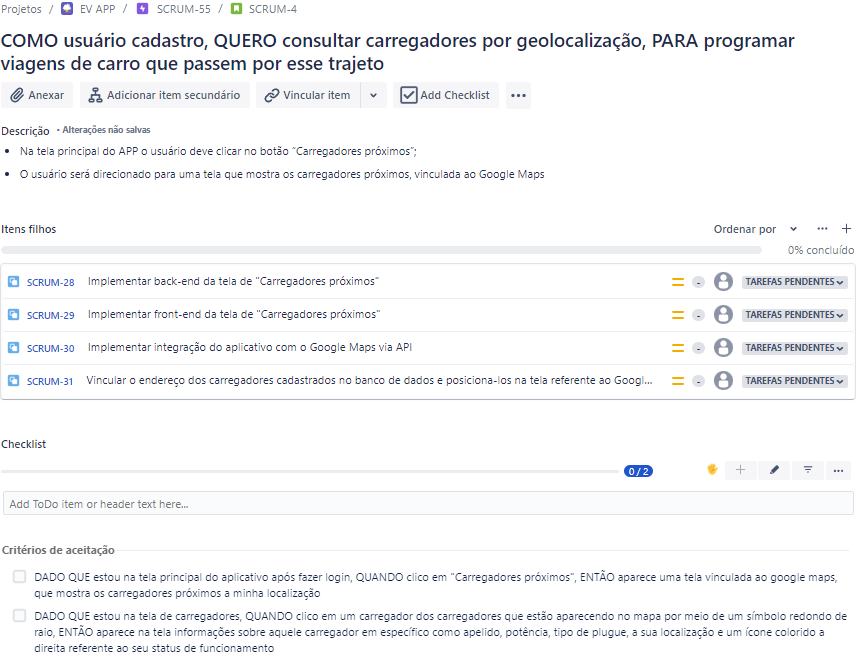 Projetos / EV APP / SCRUM-55 / SCRUM-4
COMO usuário cadastro, QUERO consultar carregadores por geolocalização, PARA programar
viagens de carro que passem por esse trajeto
Anexar Adicionar item secundário Vincular item Add Checklist
Descrição • Alterações não salvas
• Na tela principal do APP o usuário deve clicar no botão “Carregadores próximos”;
• O usuário será direcionado para uma tela que mostra os carregadores próximos, vinculada ao Google Maps
Itens filhos Ordenar por
0% concluído
SCRUM-28 Implementar back-end da tela de "Carregadores próximos" - TAREFAS PENDENTES
SCRUM-29 Implementar front-end da tela de "Carregadores próximos" - TAREFAS PENDENTES
SCRUM-30 Implementar integração do aplicativo com o Google Maps via API - TAREFAS PENDENTES
SCRUM-31 Vincular o endereço dos carregadores cadastrados no banco de dados e posiciona-los na tela referente ao Googl... - TAREFAS PENDENTES
Checklist
0 / 2
Add ToDo item or header text here...
Critérios de aceitação
DADO QUE estou na tela principal do aplicativo após fazer login, QUANDO clico em "Carregadores próximos", ENTÃO aparece uma tela vinculada ao google maps,
que mostra os carregadores próximos a minha localização
DADO QUE estou na tela de carregadores, QUANDO clico em um carregador dos carregadores que estão aparecendo no mapa por meio de um símbolo redondo de
raio, ENTÃO aparece na tela informações sobre aquele carregador em específico como apelido, potência, tipo de plugue, a sua localização e um ícone colorido a
direita referente ao seu status de funcionamento